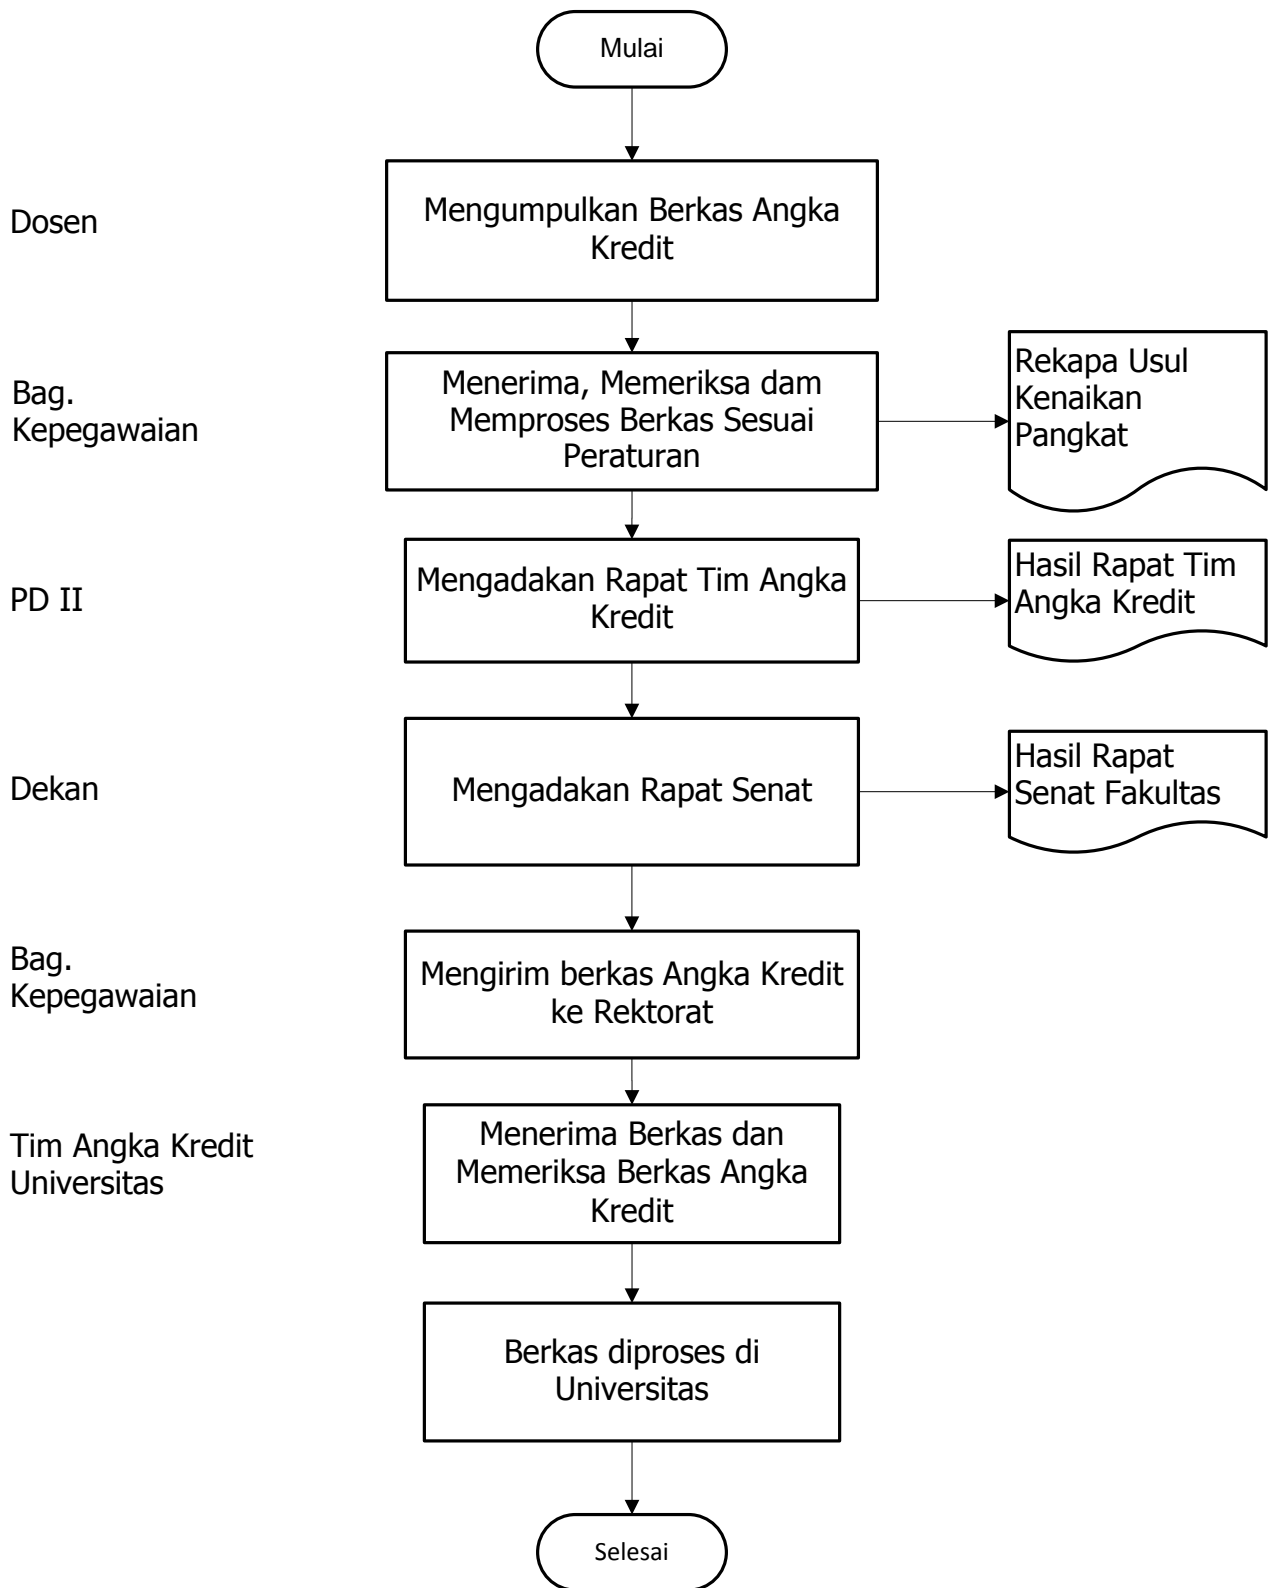 Mulai
Dosen
Mengumpulkan Berkas Angka
Kredit
Bag.
Kepegawaian
Menerima, Memeriksa dam
Memproses Berkas Sesuai
Peraturan
Rekapa Usul
Kenaikan
Pangkat
PD II
Mengadakan Rapat Tim Angka
Kredit
Hasil Rapat Tim
Angka Kredit
Dekan
Mengadakan Rapat Senat
Hasil Rapat
Senat Fakultas
Bag.
Kepegawaian
Mengirim berkas Angka Kredit
ke Rektorat
Tim Angka Kredit
Universitas
Menerima Berkas dan
Memeriksa Berkas Angka
Kredit
Berkas diproses di
Universitas
Selesai